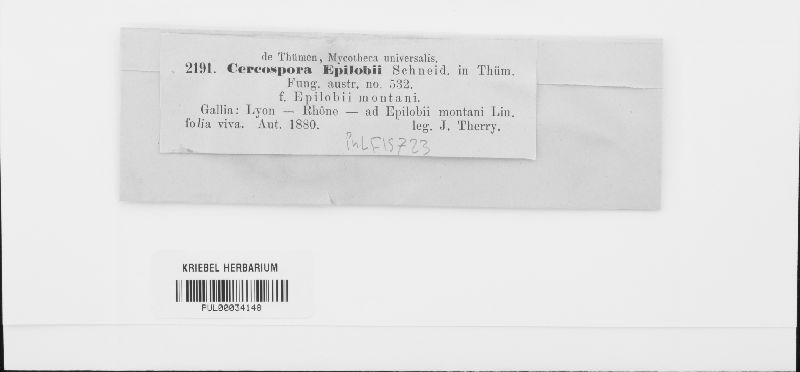 de Thümen, Mycotheca universalis.
2191. Cercospora Epilobii Schneid. in Thüm.
Fung. austr. no. 532.
f. Epilobii montani.
Gallia: Lyon — Rhône — ad Epilobii montani Lin.
folia viva. Aut. 1880. leg. J. Therry.
inLF15723
KRIEBEL HERBARIUM
PUL00034148